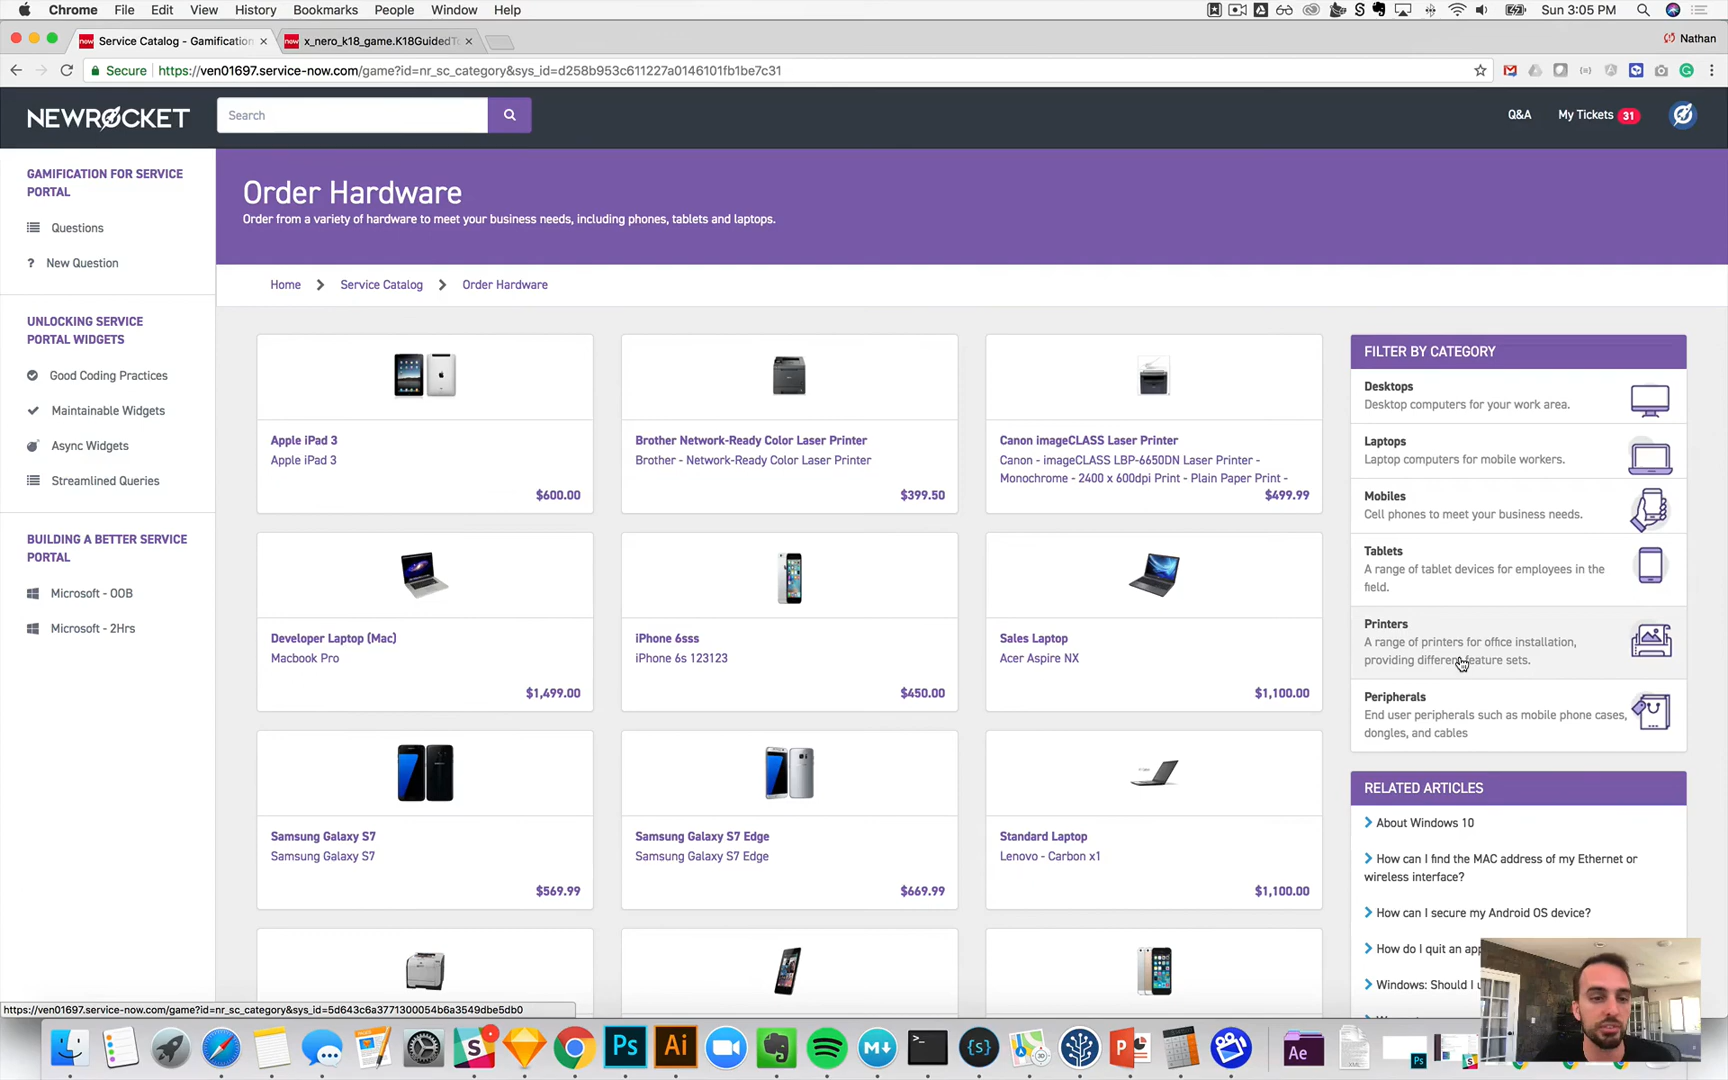 Chrome File Edit View History Bookmarks People Window Help Sun 3:05 PM
Service Catalog - Gamification
x_nero_k18_game.K18GuidedTo
Nathan
Secure https://ven01697.service-now.com/game?id=nr_sc_category&sys_id=d258b953c611227a0146101fb1be7c31
NEWROCKET
Search
Q&A
My Tickets 31
GAMIFICATION FOR SERVICE
PORTAL
Questions
? New Question
UNLOCKING SERVICE
PORTAL WIDGETS
Good Coding Practices
Maintainable Widgets
Async Widgets
Streamlined Queries
BUILDING A BETTER SERVICE
PORTAL
Microsoft - OOB
Microsoft - 2Hrs
Order Hardware
Order from a variety of hardware to meet your business needs, including phones, tablets and laptops.
Home Service Catalog Order Hardware
Apple iPad 3
Apple iPad 3
$600.00
Brother Network-Ready Color Laser Printer
Brother - Network-Ready Color Laser Printer
$399.50
Canon imageCLASS Laser Printer
Canon - imageCLASS LBP-6650DN Laser Printer -
Monochrome - 2400 x 600dpi Print - Plain Paper Print -
$499.99
Developer Laptop (Mac)
Macbook Pro
$1,499.00
iPhone 6sss
iPhone 6s 123123
$450.00
Sales Laptop
Acer Aspire NX
$1,100.00
Samsung Galaxy S7
Samsung Galaxy S7
$569.99
Samsung Galaxy S7 Edge
Samsung Galaxy S7 Edge
$669.99
Standard Laptop
Lenovo - Carbon x1
$1,100.00
FILTER BY CATEGORY
Desktops
Desktop computers for your work area.
Laptops
Laptop computers for mobile workers.
Mobiles
Cell phones to meet your business needs.
Tablets
A range of tablet devices for employees in the
field.
Printers
A range of printers for office installation,
providing different feature sets.
Peripherals
End user peripherals such as mobile phone cases,
dongles, and cables
RELATED ARTICLES
About Windows 10
How can I find the MAC address of my Ethernet or
wireless interface?
How can I secure my Android OS device?
How do I quit an app
Windows: Should I u
https://ven01697.service-now.com/game?id=nr_sc_category&sys_id=5d643c6a3771300054b6a3549dbe5db0
Ps
Ai
M
{s}
P
Ae
Ps